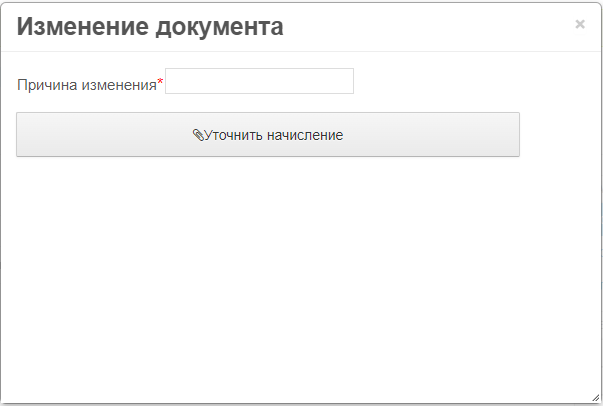 Изменение документа ×
Причина изменения*
Уточнить начисление